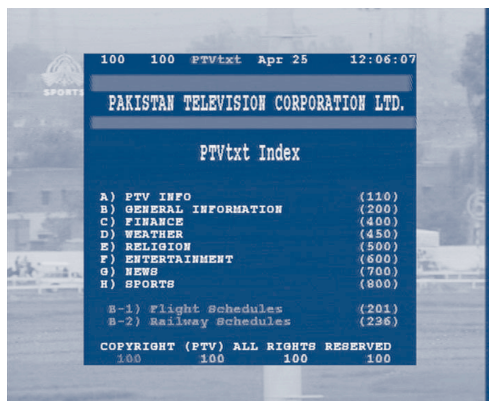 100 100 PTVtxt Apr 25 12:06:07
SPORTS
PAKISTAN TELEVISION CORPORATION LTD.
PTVtxt Index
A) PTV INFO (110)
B) GENERAL INFORMATION (200)
C) FINANCE (400)
D) WEATHER (450)
E) RELIGION (500)
F) ENTERTAINMENT (600)
G) NEWS (700)
H) SPORTS (800)
B-1) Flight Schedules (201)
B-2) Railway Schedules (236)
COPYRIGHT (PTV) ALL RIGHTS RESERVED
100 100 100 100